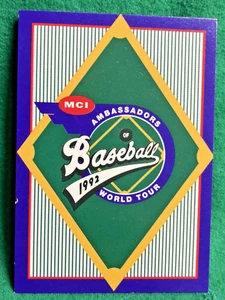 MCI
AMBASSADORS
OF
Baseball
1992
WORLD TOUR